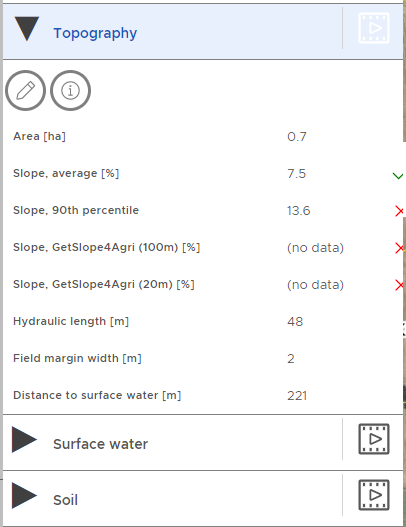 Topography
Area [ha] 0.7
Slope, average [%] 7.5
Slope, 90th percentile 13.6
Slope, GetSlope4Agri (100m) [%] (no data)
Slope, GetSlope4Agri (20m) [%] (no data)
Hydraulic length [m] 48
Field margin width [m] 2
Distance to surface water [m] 221
Surface water
Soil